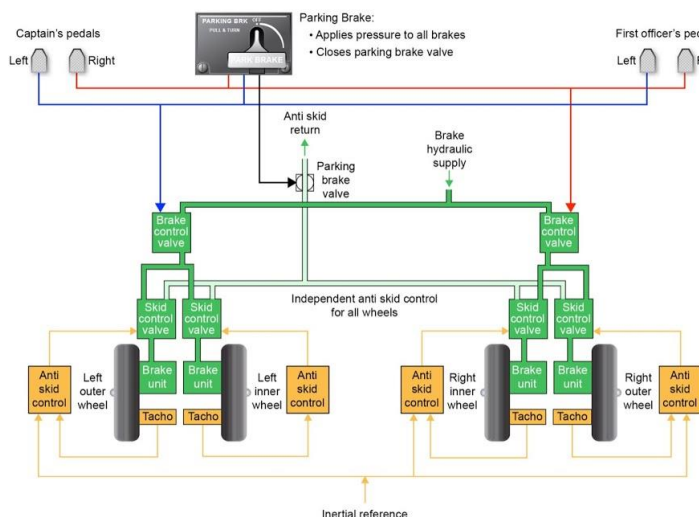 Captain's pedals
Left
Right
PARKING BRK
OFF
PULL & TURN
PARK BRAKE
Parking Brake:
• Applies pressure to all brakes
• Closes parking brake valve
First officer's pe
Left
Anti skid
return
Parking
brake
valve
Brake
hydraulic
supply
Brake
control
valve
Brake
control
valve
Skid
control
valve
Skid
control
valve
Independent anti skid control
for all wheels
Skid
control
valve
Skid
control
valve
Anti
skid
control
Left
outer
wheel
Brake
unit
Brake
unit
Left
inner
wheel
Anti
skid
control
Anti
skid
control
Right
inner
wheel
Brake
unit
Brake
unit
Right
outer
wheel
Anti
skid
control
Tacho
Tacho
Tacho
Tacho
Inertial reference